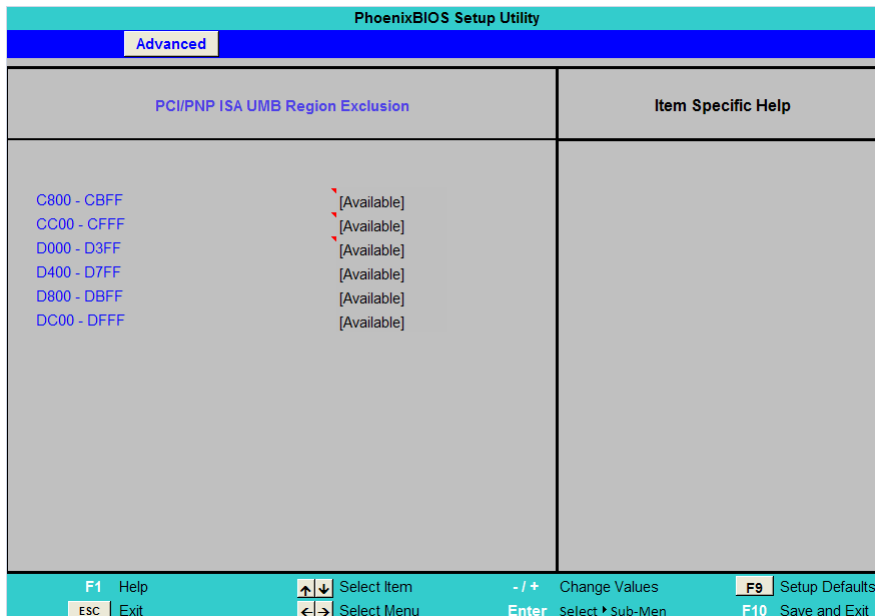 PhoenixBIOS Setup Utility
Advanced
PCI/PNP ISA UMB Region Exclusion
Item Specific Help
C800 - CBFF [Available]
CC00 - CFFF [Available]
D000 - D3FF [Available]
D400 - D7FF [Available]
D800 - DBFF [Available]
DC00 - DFFF [Available]
F1 Help ↑↓ Select Item - / + Change Values F9 Setup Defaults
ESC Exit ←→ Select Menu Enter Select ▸ Sub-Men F10 Save and Exit